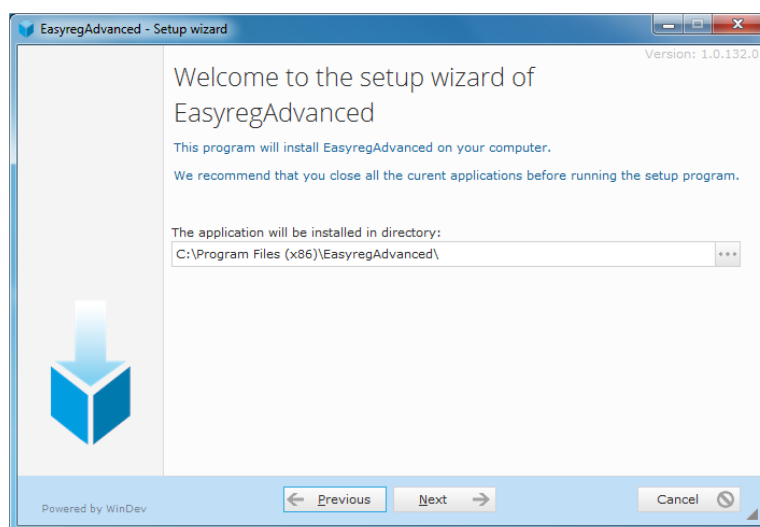 EasyregAdvanced - Setup wizard
Version: 1.0.132.0
Welcome to the setup wizard of
EasyregAdvanced
This program will install EasyregAdvanced on your computer.
We recommend that you close all the curent applications before running the setup program.
The application will be installed in directory:
C:\Program Files (x86)\EasyregAdvanced\
Powered by WinDev
Previous
Next
Cancel